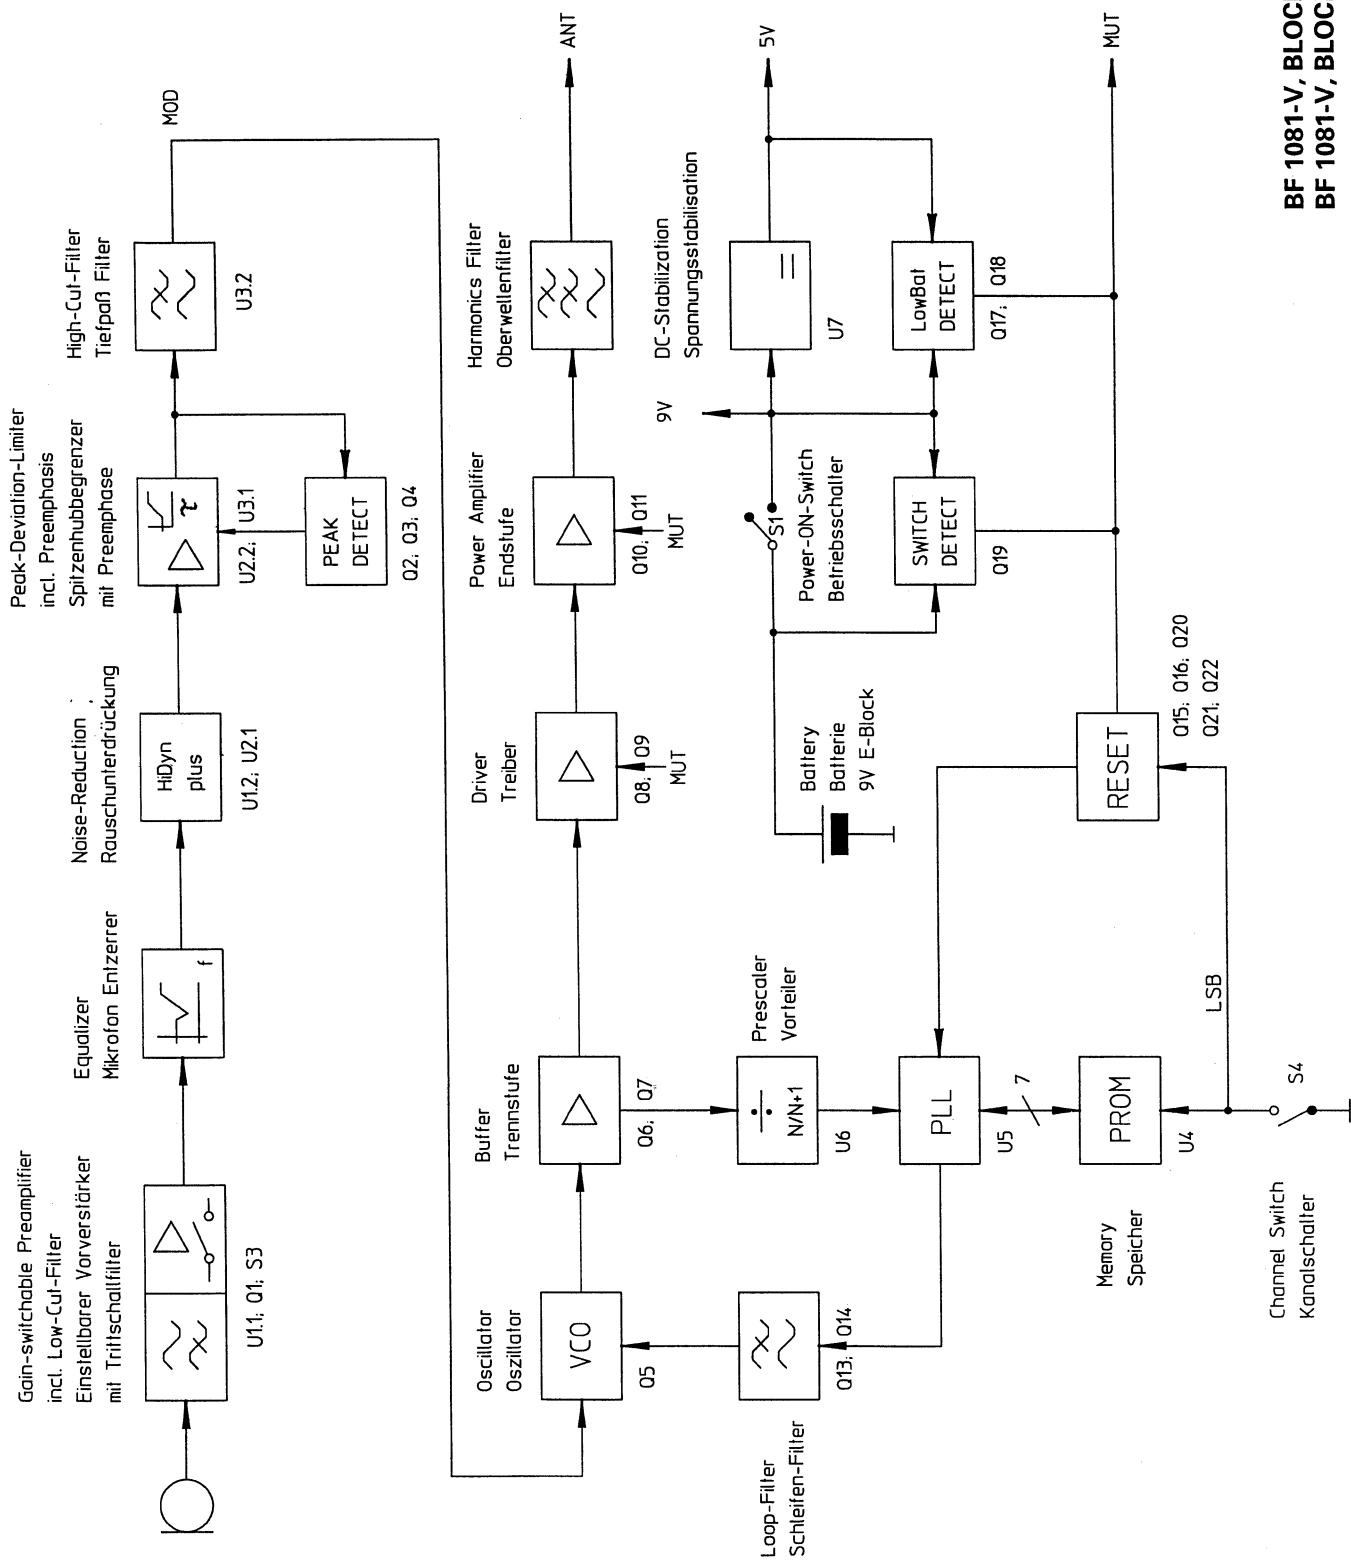 Gain-switchable Preamplifier
incl. Low-Cut-Filter
Einstellbarer Vorverstärker
mit Trittschallfilter
U1.1; Q1; S3
Equalizer
Mikrofon Entzerrer
f
Noise-Reduction
Rauschunterdrückung
HiDyn
plus
U1.2; U2.1
Peak-Deviation-Limiter
incl. Preemphasis
Spitzenhubbegrenzer
mit Preemphase
τ
U2.2; U3.1
PEAK
DETECT
Q2; Q3; Q4
High-Cut-Filter
Tiefpaß Filter
U3.2
MOD
Oscillator
Oszillator
VCO
Q5
Buffer
Trennstufe
Q6; Q7
Driver
Treiber
Q8; Q9
MUT
Power Amplifier
Endstufe
Q10; Q11
MUT
Harmonics Filter
Oberwellenfilter
ANT
Loop-Filter
Schleifen-Filter
Q13; Q14
Prescaler
Vorteiler
÷
N/N+1
U6
PLL
U5
7
Memory
Speicher
PROM
U4
Channel Switch
Kanalschalter
S4
LSB
RESET
Q15; Q16; Q20
Q21; Q22
Battery
Batterie
9V E-Block
S1
Power-ON-Switch
Betriebsschalter
SWITCH
DETECT
Q19
9V
DC-Stabilization
Spannungsstabilisation
U7
LowBat
DETECT
Q17; Q18
5V
MUT
BF 1081-V, BLOC
BF 1081-V, BLOC